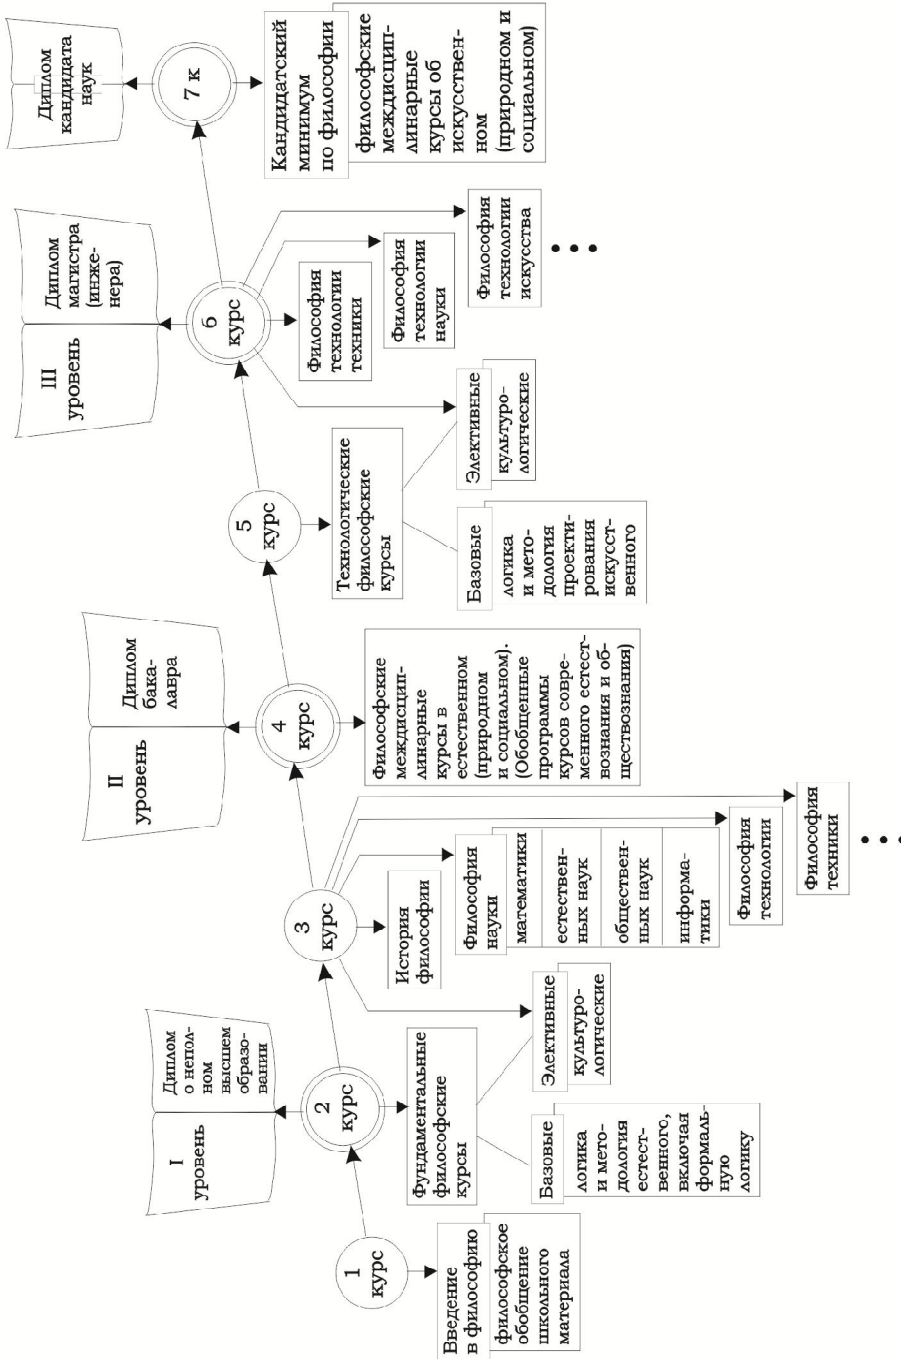 I
уровень
Диплом
о непол-
ном
высшем
образо-
вании
II
уровень
Диплом
бака-
лавра
III
уровень
Диплом
магистра
(инже-
нера)
Диплом
кандидата
наук
1
курс
2
курс
3
курс
4
курс
5
курс
6
курс
7 к
Введение
в философию
философское
обобщение
школьного
материала
Фундаментальные
философские
курсы
Базовые
логика
и мето-
дология
естест-
венного,
включая
формаль-
ную
логику
Элективные
культуро-
логические
История
философии
Философия
науки
математики
естествен-
ных наук
обществен-
ных наук
информа-
тики
Философия
технологии
Философия
техники
• • •
Философские
междисцип-
линарные
курсы в
естественном
(природном
и социальном).
(Обобщенные
программы
курсов совре-
менного естест-
вознания и об-
ществознания)
Технологические
философские
курсы
Базовые
логика
и мето-
дология
проекти-
рования
искусст-
венного
Элективные
культуро-
логические
Философия
технологии
техники
Философия
технологии
науки
Философия
технологии
искусства
• • •
Кандидатский
минимум
по философии
философские
междисцип-
линарные
курсы об
искусствен-
ном
(природном и
социальном)